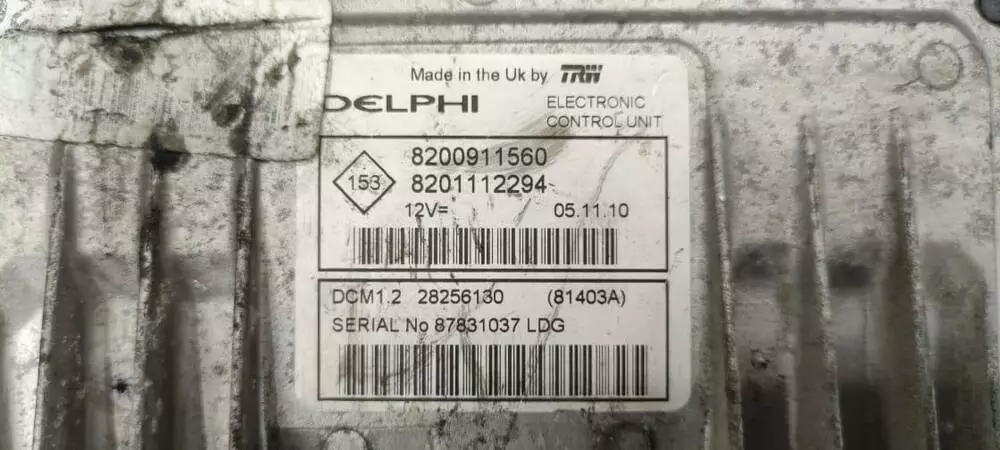 Made in the Uk by TRW
DELPHI
ELECTRONIC
CONTROL UNIT
153
8200911560
8201112294
12V=
05.11.10
DCM1.2 28256130 (81403A)
SERIAL No 87831037 LDG